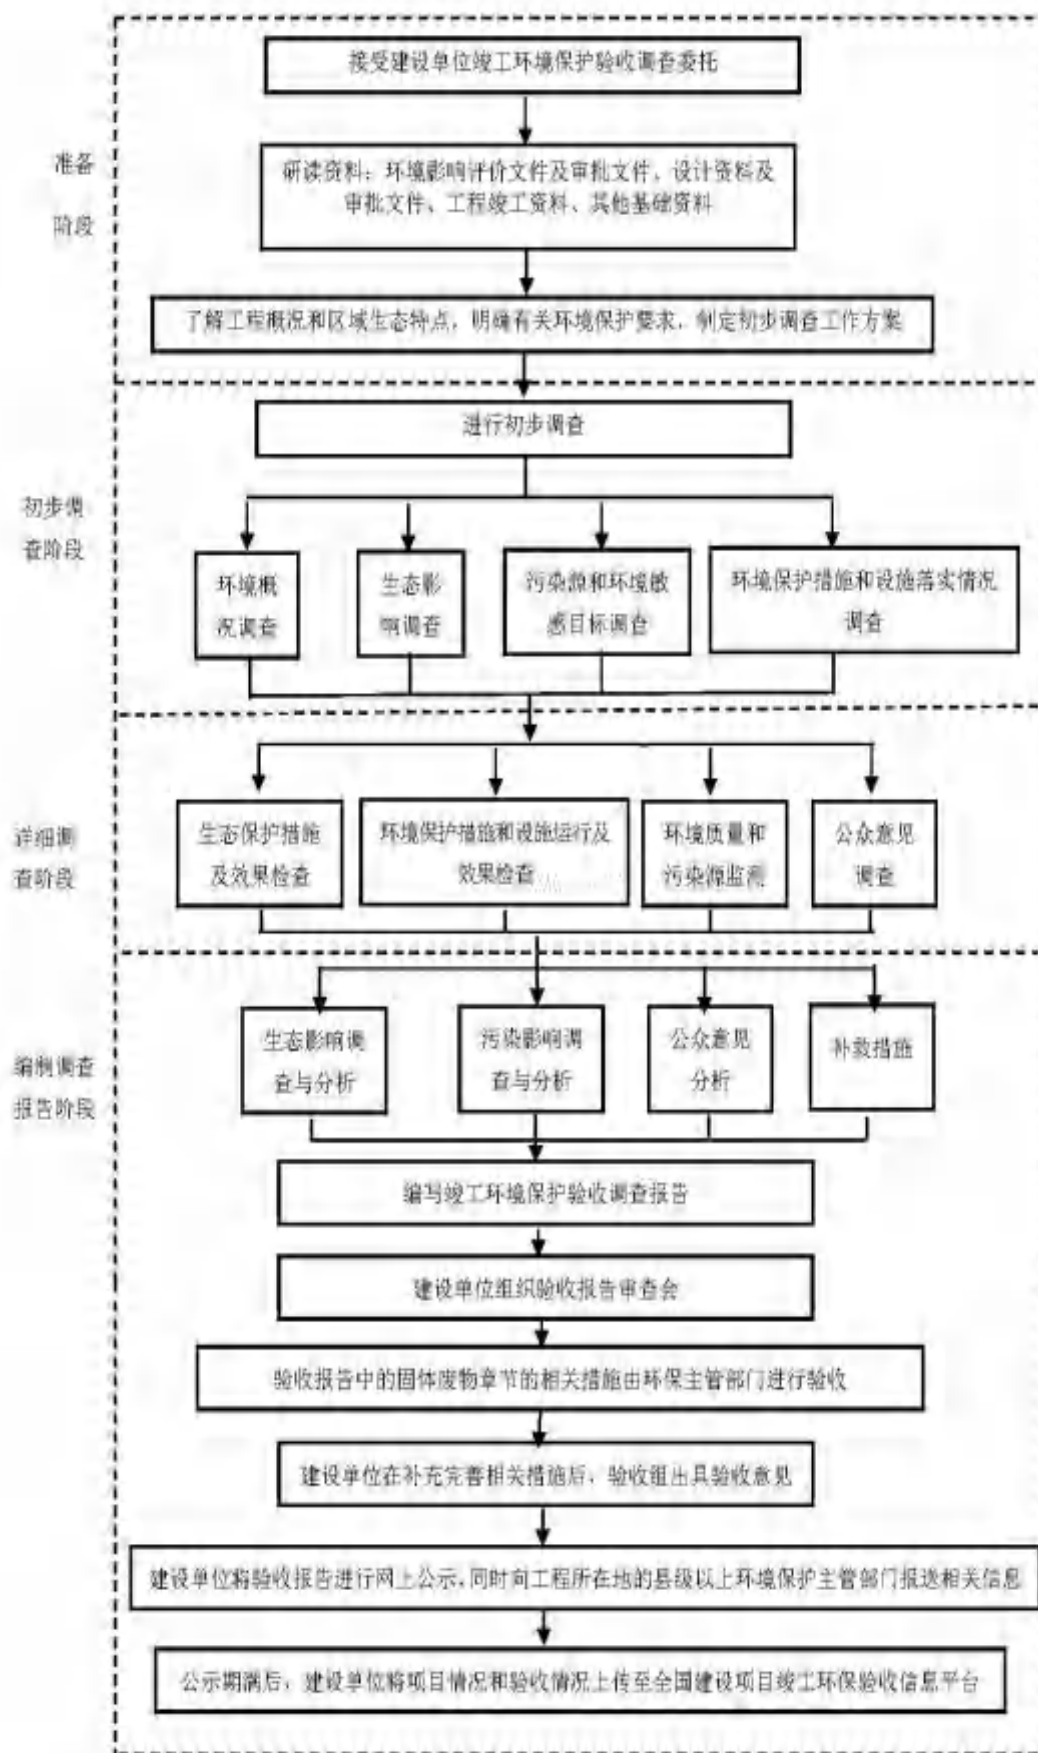 接受建设单位竣工环境保护验收调查委托
准备
阶段
研读资料：环境影响评价文件及审批文件、设计资料及
审批文件、工程竣工资料、其他基础资料
了解工程概况和区域生态特点，明确有关环境保护要求，制定初步调查工作方案
进行初步调查
初步调
查阶段
环境概
况调查
生态影
响调查
污染源和环境敏
感目标调查
环境保护措施和设施落实情况
调查
详细调
查阶段
生态保护措施
及效果检查
环境保护措施和设施运行及
效果检查
环境质量和
污染源监测
公众意见
调查
编制调查
报告阶段
生态影响调
查与分析
污染影响调
查与分析
公众意见
分析
补救措施
编写竣工环境保护验收调查报告
建设单位组织验收报告审查会
验收报告中的固体废物章节的相关措施由环保主管部门进行验收
建设单位在补充完善相关措施后，验收组出具验收意见
建设单位将验收报告进行网上公示,同时向工程所在地的县级以上环境保护主管部门报送相关信息
公示期满后，建设单位将项目情况和验收情况上传至全国建设项目竣工环保验收信息平台